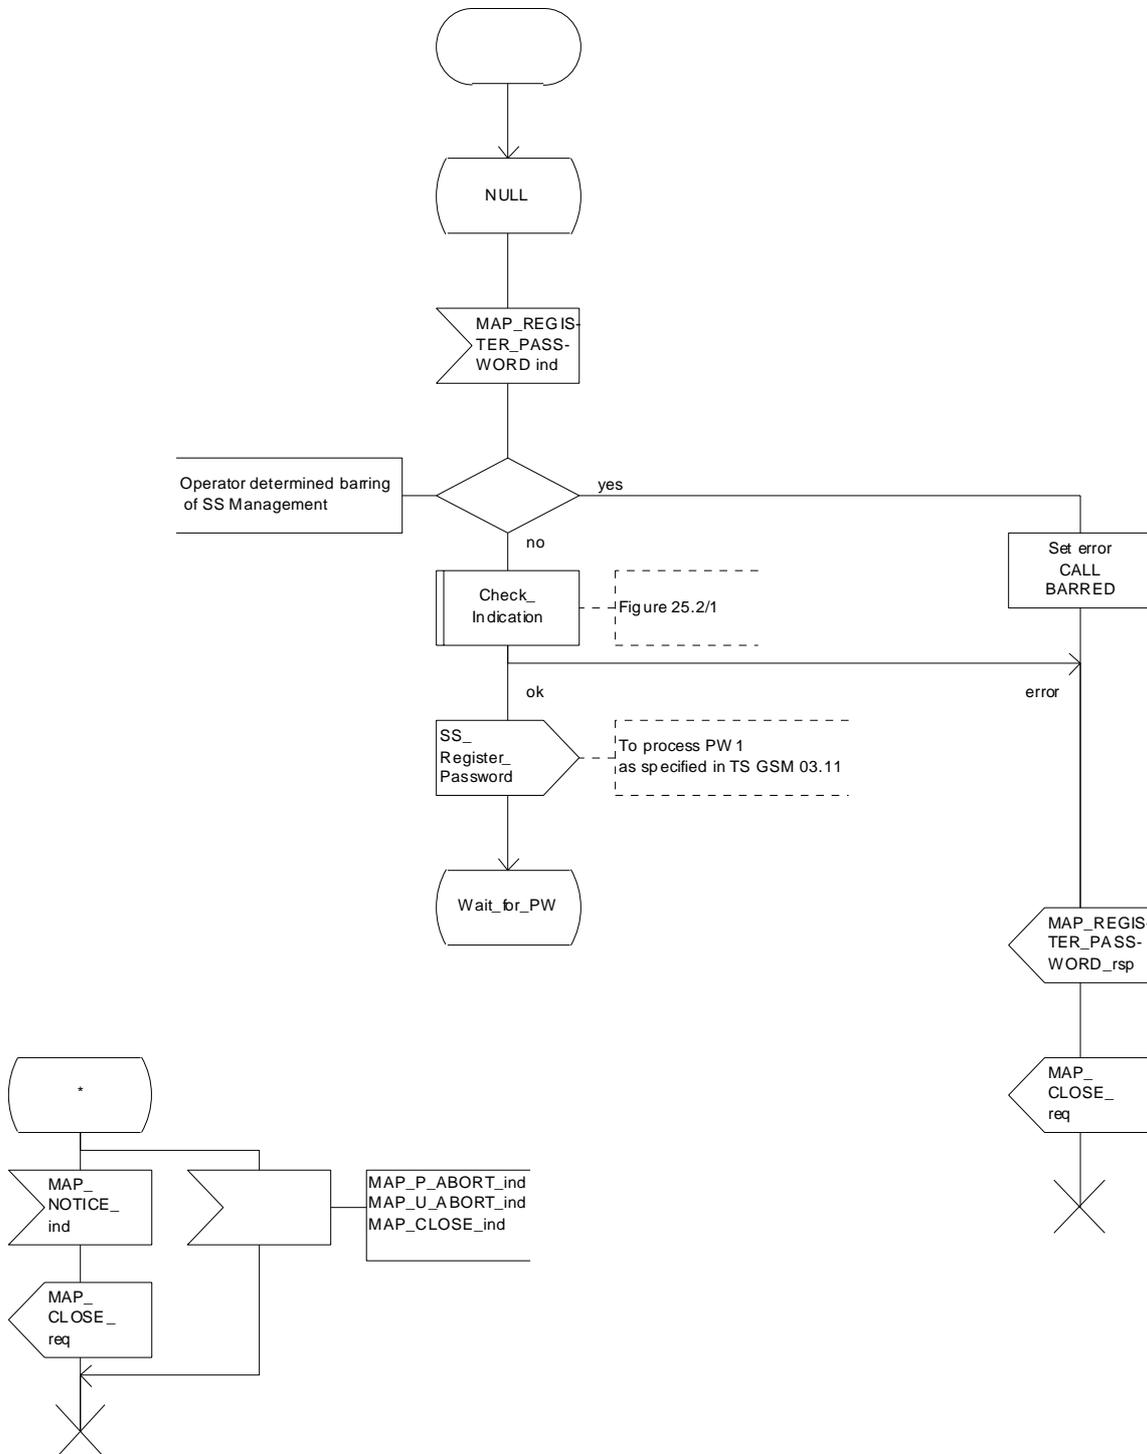 NULL
MAP_REGIS-
TER_PASS-
WORD ind
Operator determined barring
of SS Management
yes
no
Set error
CALL
BARRED
Check_
Indication
Figure 25.2/1
ok
error
SS_
Register_
Password
To process PW1
as specified in TS GSM 03.11
Wait_for_PW
MAP_REGIS-
TER_PASS-
WORD_rsp
*
MAP_
CLOSE_
req
MAP_
NOTICE_
ind
MAP_P_ABORT_ind
MAP_U_ABORT_ind
MAP_CLOSE_ind
MAP_
CLOSE_
req